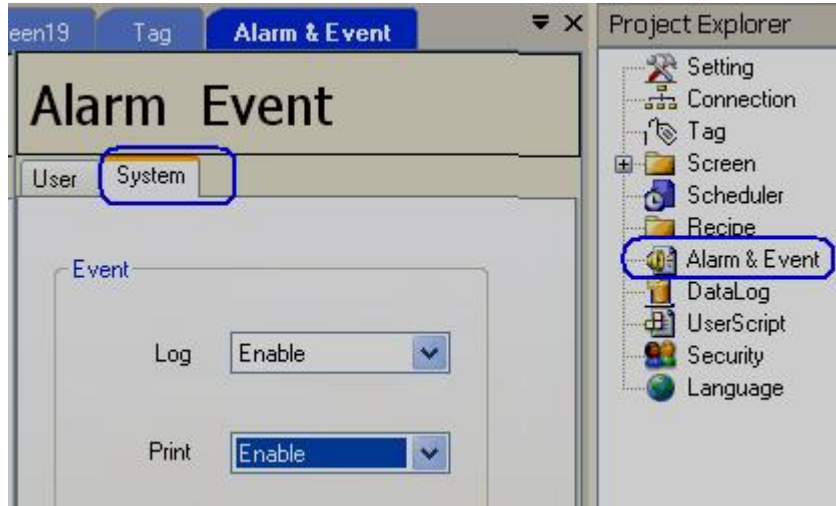 een19 Tag Alarm & Event
Alarm Event
User System
Event
Log Enable
Print Enable
Project Explorer
Setting
Connection
Tag
Screen
Scheduler
Recipe
Alarm & Event
DataLog
UserScript
Security
Language